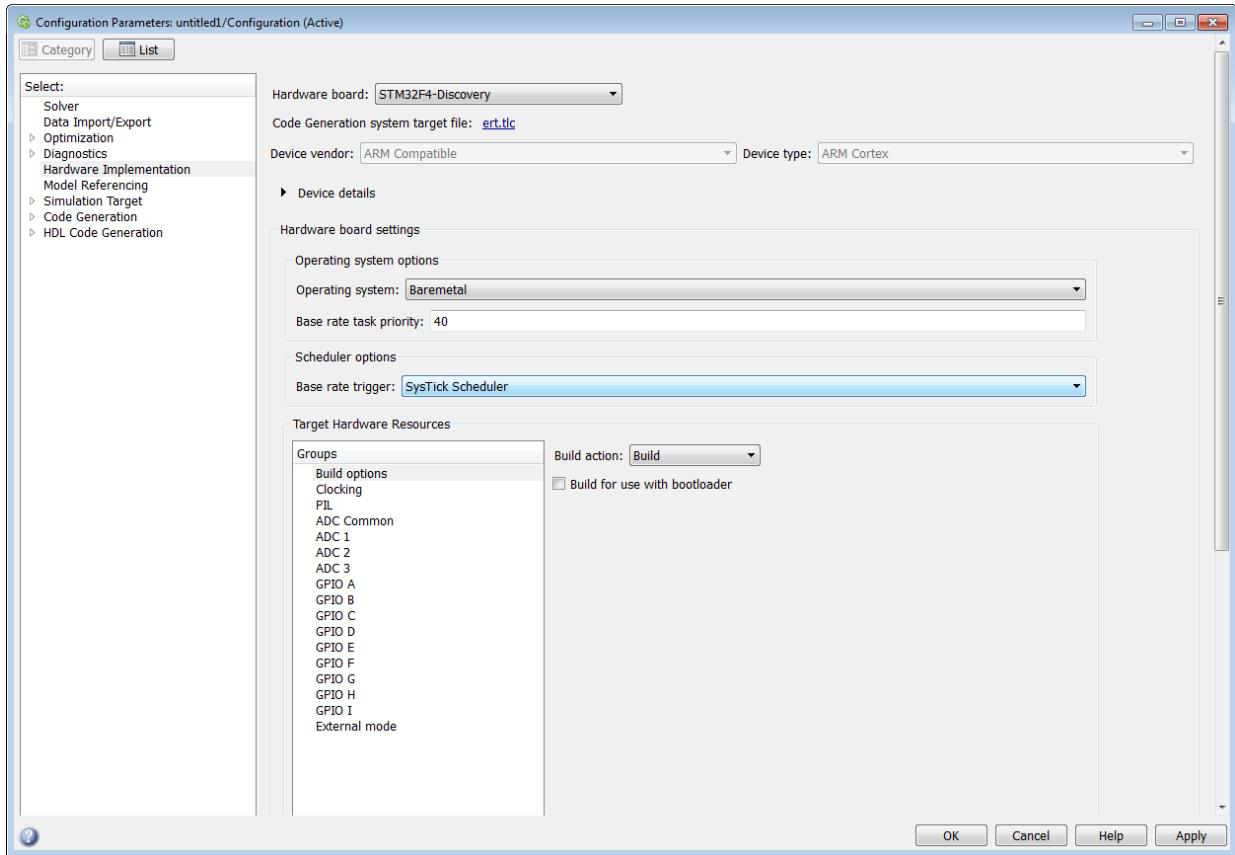 Configuration Parameters: untitled1/Configuration (Active)
Category
List
Select:
Solver
Data Import/Export
Optimization
Diagnostics
Hardware Implementation
Model Referencing
Simulation Target
Code Generation
HDL Code Generation
Hardware board: STM32F4-Discovery
Code Generation system target file: ert.tlc
Device vendor: ARM Compatible Device type: ARM Cortex
Device details
Hardware board settings
Operating system options
Operating system: Baremetal
Base rate task priority: 40
Scheduler options
Base rate trigger: SysTick Scheduler
Target Hardware Resources
Groups
Build options
Clocking
PIL
ADC Common
ADC 1
ADC 2
ADC 3
GPIO A
GPIO B
GPIO C
GPIO D
GPIO E
GPIO F
GPIO G
GPIO H
GPIO I
External mode
Build action: Build
Build for use with bootloader
OK Cancel Help Apply